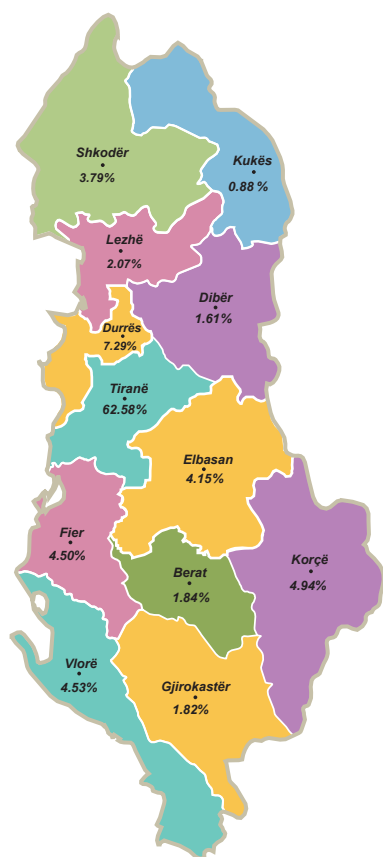 Shkodër
3.79%
Kukës
0.88 %
Lezhë
2.07%
Dibër
1.61%
Durrës
7.29%
Tiranë
62.58%
Elbasan
4.15%
Fier
4.50%
Korçë
4.94%
Berat
1.84%
Vlorë
4.53%
Gjirokastër
1.82%